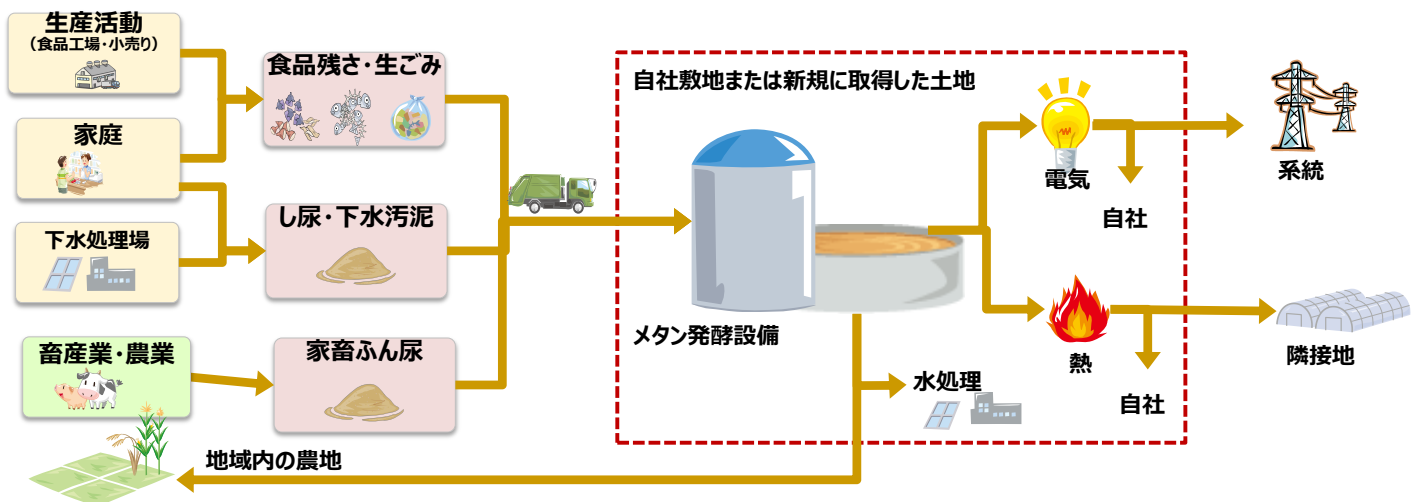 生産活動
（食品工場・小売り）
家庭
下水処理場
畜産業・農業
食品残さ・生ごみ
し尿・下水汚泥
家畜ふん尿
地域内の農地
自社敷地または新規に取得した土地
メタン発酵設備
水処理
電気
自社
熱
自社
系統
隣接地